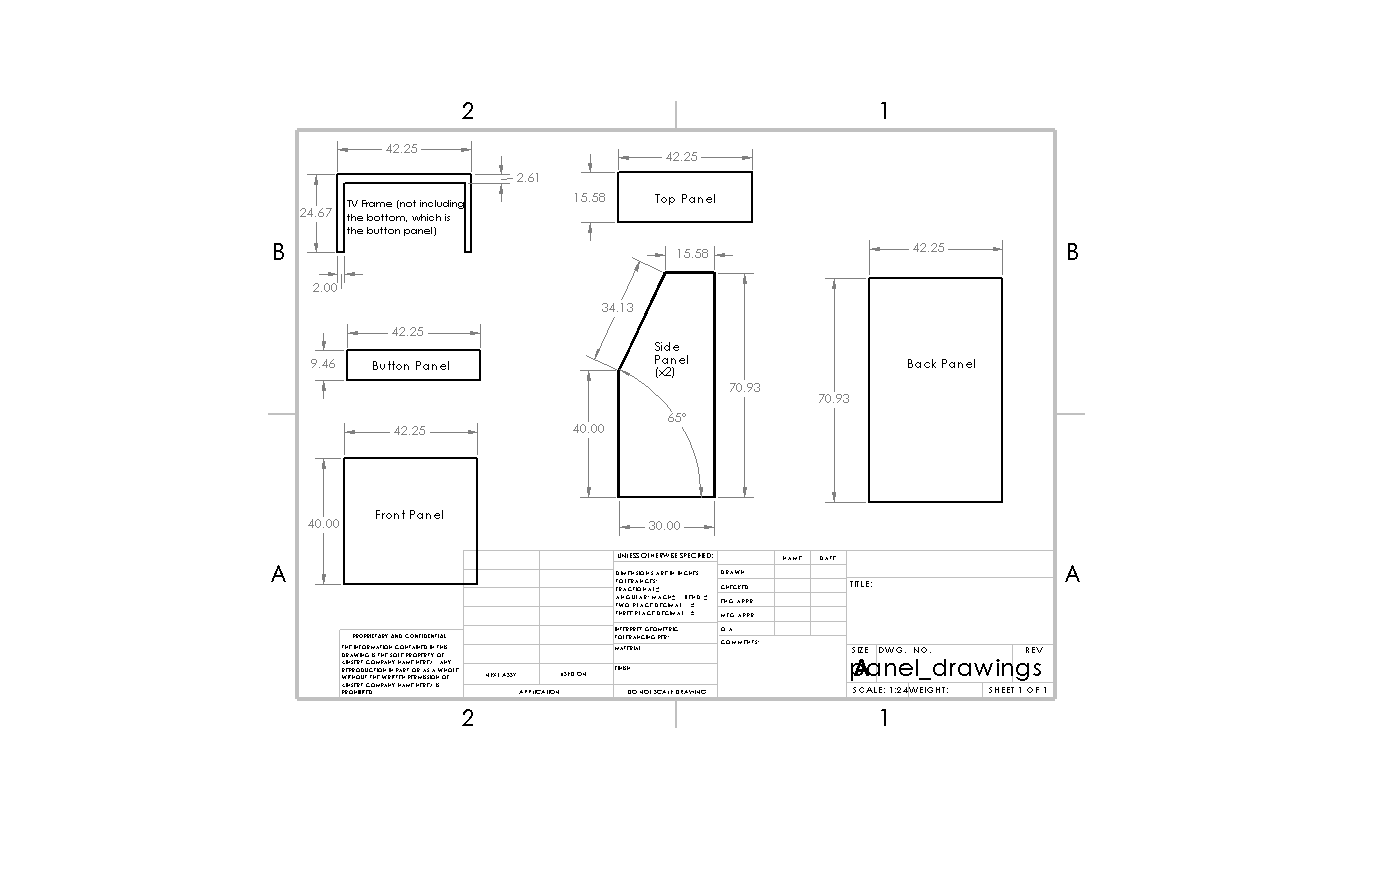 2
1
42.25
2.61
24.67
TV Frame (not including
the bottom, which is
the button panel)
2.00
42.25
15.58
Top Panel
B
B
15.58
34.13
Side
Panel
(x2)
70.93
65°
40.00
30.00
42.25
Back Panel
70.93
42.25
9.46
Button Panel
42.25
40.00
Front Panel
A
A
UNLESS OTHERWISE SPECIFIED:
DIMENSIONS ARE IN INCHES
TOLERANCES:
FRACTIONAL ±
ANGULAR: MACH ± BEND ±
TWO PLACE DECIMAL ±
THREE PLACE DECIMAL ±
INTERPRET GEOMETRIC
TOLERANCING PER:
MATERIAL
FINISH
DO NOT SCALE DRAWING
NAME DATE
DRAWN
CHECKED
ENG APPR.
MFG APPR.
Q.A.
COMMENTS:
TITLE:
SIZE DWG. NO. REV
A
panel_drawings
SCALE: 1:24 WEIGHT: SHEET 1 OF 1
PROPRIETARY AND CONFIDENTIAL
THE INFORMATION CONTAINED IN THIS
DRAWING IS THE SOLE PROPERTY OF
<INSERT COMPANY NAME HERE>. ANY
REPRODUCTION IN PART OR AS A WHOLE
WITHOUT THE WRITTEN PERMISSION OF
<INSERT COMPANY NAME HERE> IS
PROHIBITED.
NEXT ASSY USED ON
APPLICATION
2
1